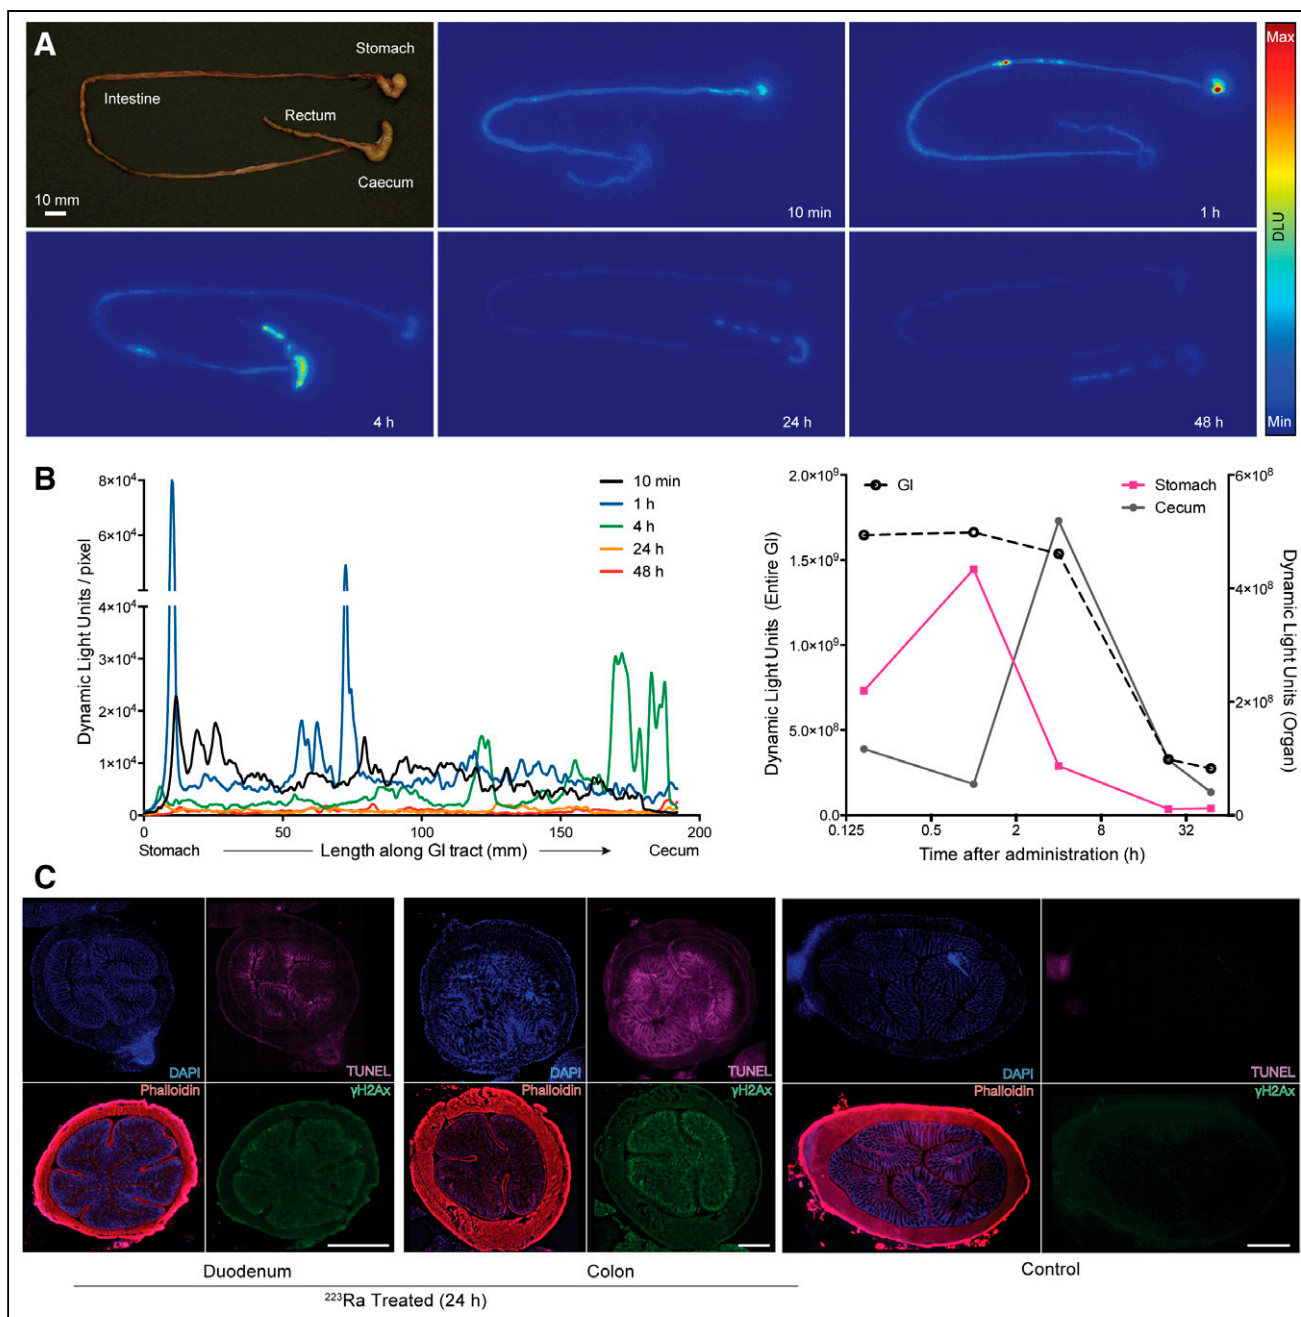 A
Stomach
Intestine
Rectum
Caecum
10 mm
10 min
1 h
Max
DLU
Min
4 h
24 h
48 h
B
Dynamic Light Units / pixel
8×10⁴
6×10⁴
4×10⁴
3×10⁴
2×10⁴
1×10⁴
0
10 min
1 h
4 h
24 h
48 h
0 50 100 150 200
Stomach Length along GI tract (mm) Cecum
Dynamic Light Units (Entire GI)
2.0×10⁹
1.5×10⁹
1.0×10⁹
5.0×10⁸
0.0
GI
Stomach
Cecum
6×10⁸
4×10⁸
2×10⁸
0
Dynamic Light Units (Organ)
0.125 0.5 2 8 32
Time after administration (h)
C
DAPI TUNEL DAPI TUNEL DAPI TUNEL
Phalloidin γH2Ax Phalloidin γH2Ax Phalloidin γH2Ax
Duodenum Colon Control
²²³Ra Treated (24 h)